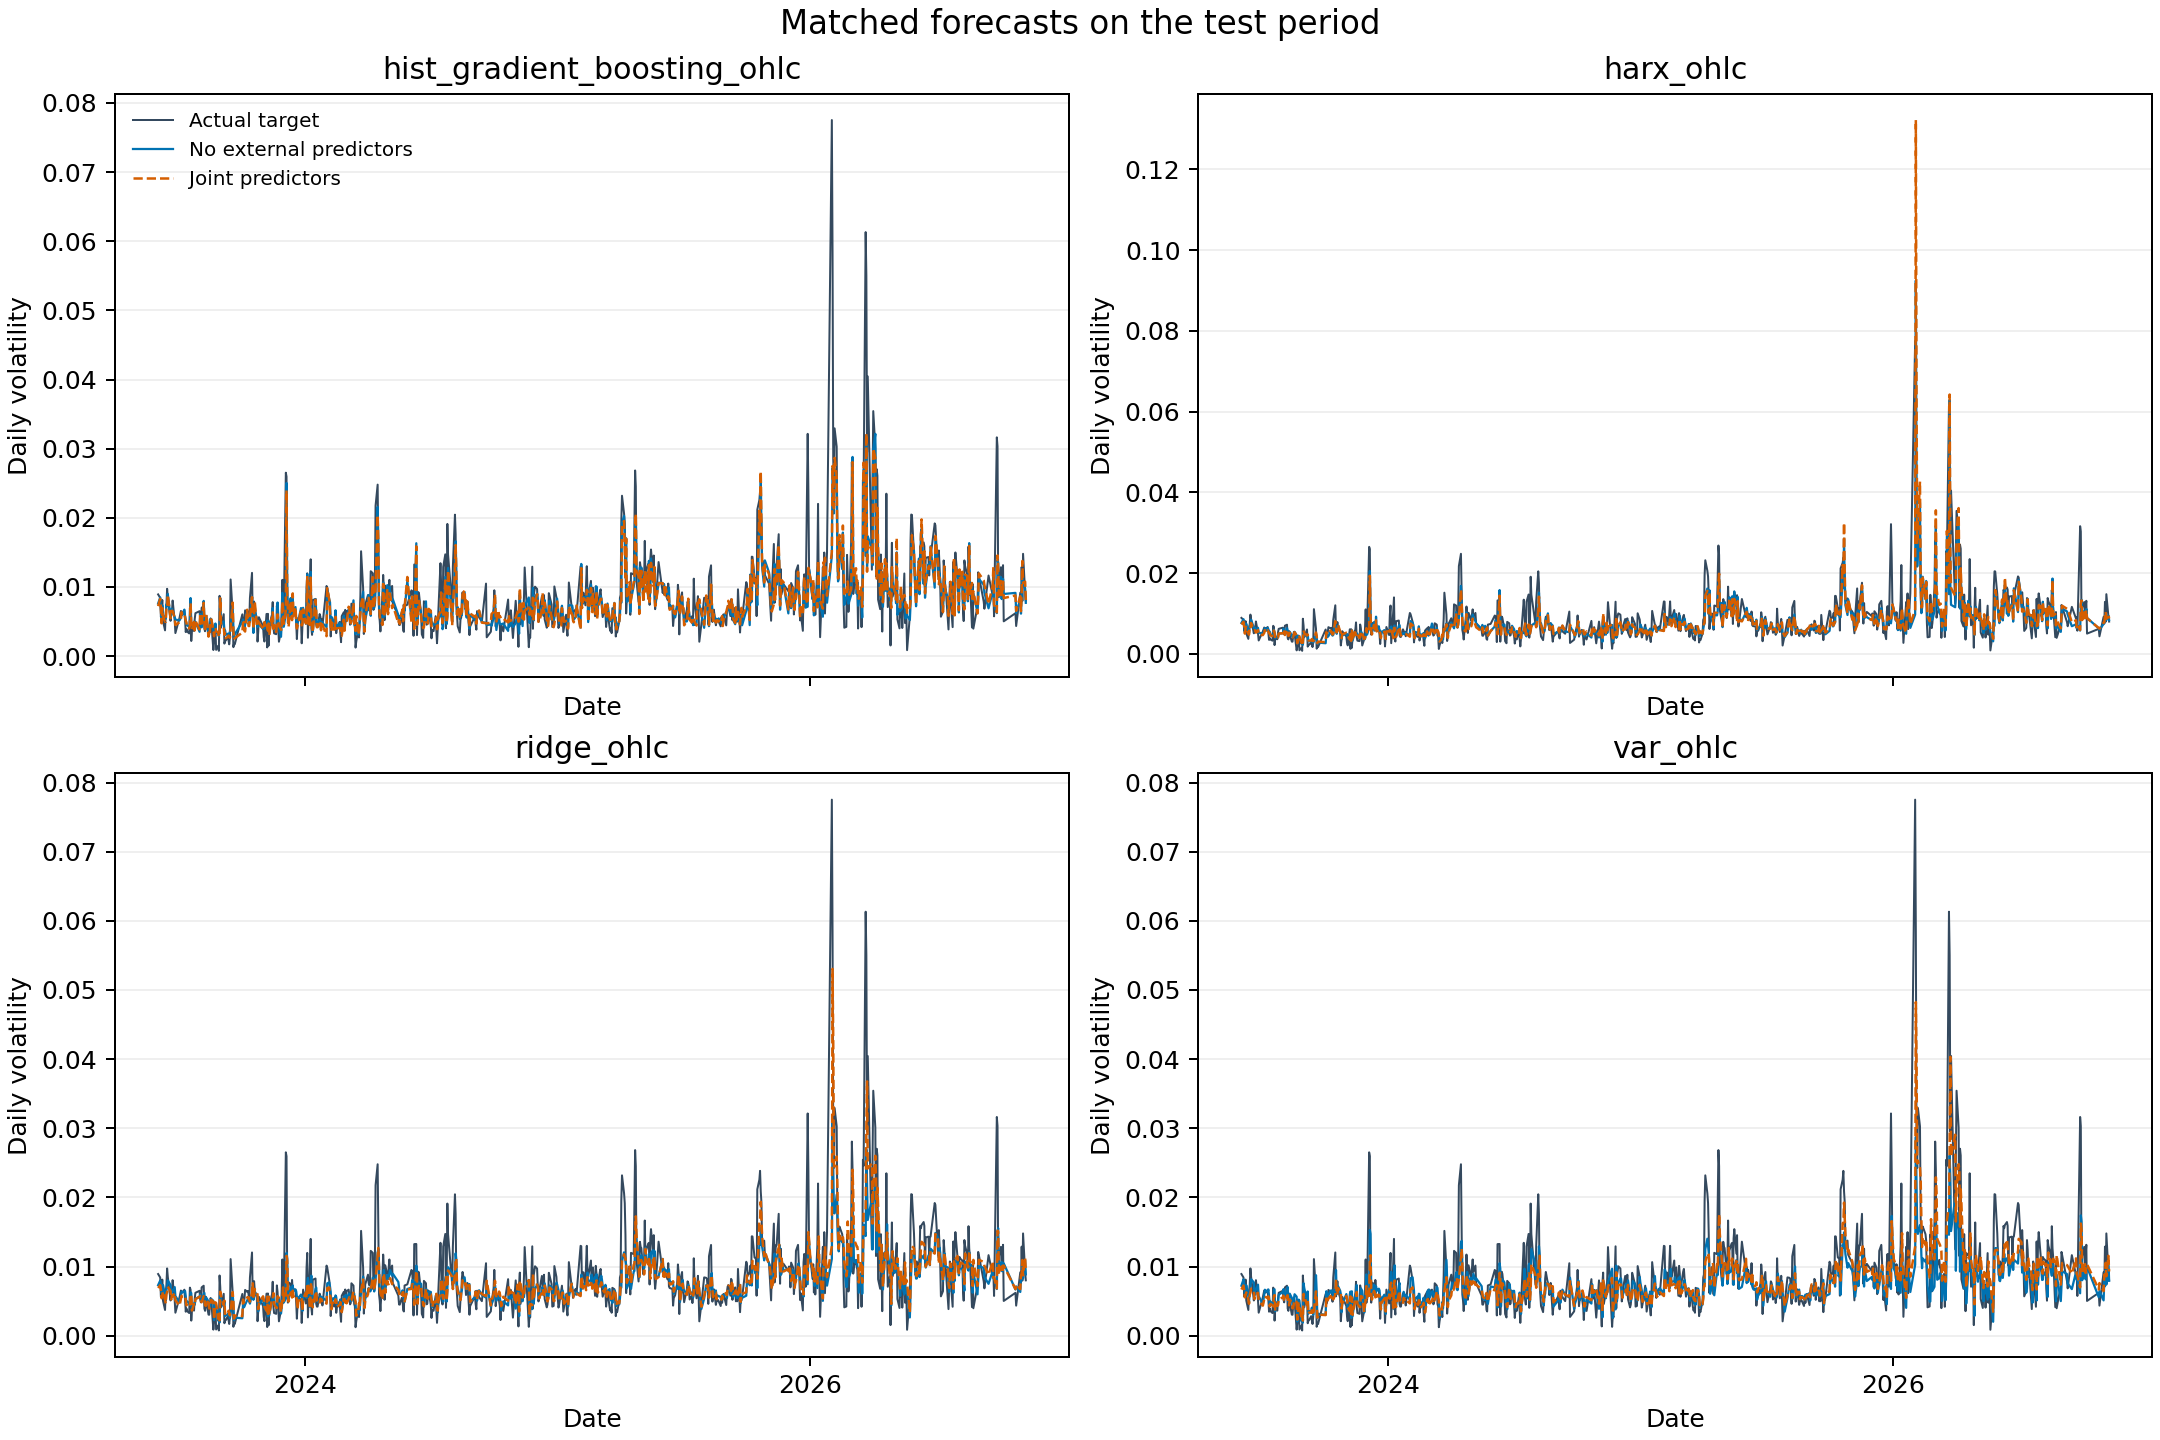 Matched forecasts on the test period
hist_gradient_boosting_ohlc
Actual target
No external predictors
Joint predictors
0.08
0.07
0.06
0.05
0.04
0.03
0.02
0.01
0.00
Daily volatility
Date
harx_ohlc
0.12
0.10
0.08
0.06
0.04
0.02
0.00
Daily volatility
Date
ridge_ohlc
0.08
0.07
0.06
0.05
0.04
0.03
0.02
0.01
0.00
Daily volatility
2024
2026
Date
var_ohlc
0.08
0.07
0.06
0.05
0.04
0.03
0.02
0.01
0.00
Daily volatility
2024
2026
Date